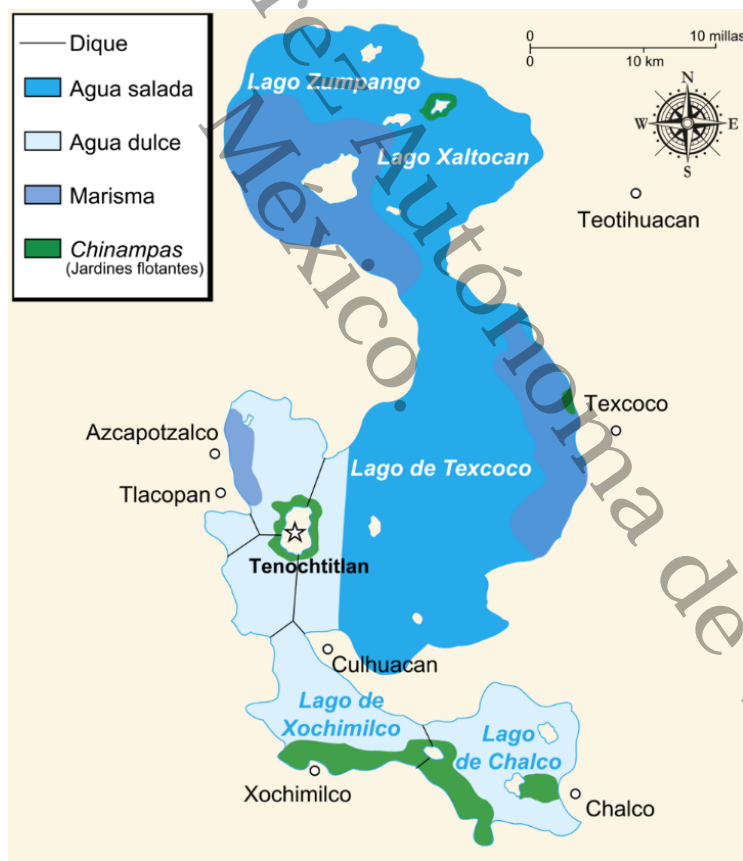 Dique
Agua salada
Agua dulce
Marisma
Chinampas
(Jardines flotantes)
0 10 millas
0 10 km
N
W E
S
Lago Zumpango
Lago Xaltocan
Teotihuacan
Texcoco
Azcapotzalco
Lago de Texcoco
Tlacopan
Tenochtitlan
Culhuacan
Lago de
Xochimilco
Lago
de Chalco
Xochimilco
Chalco
Autónoma de
México.